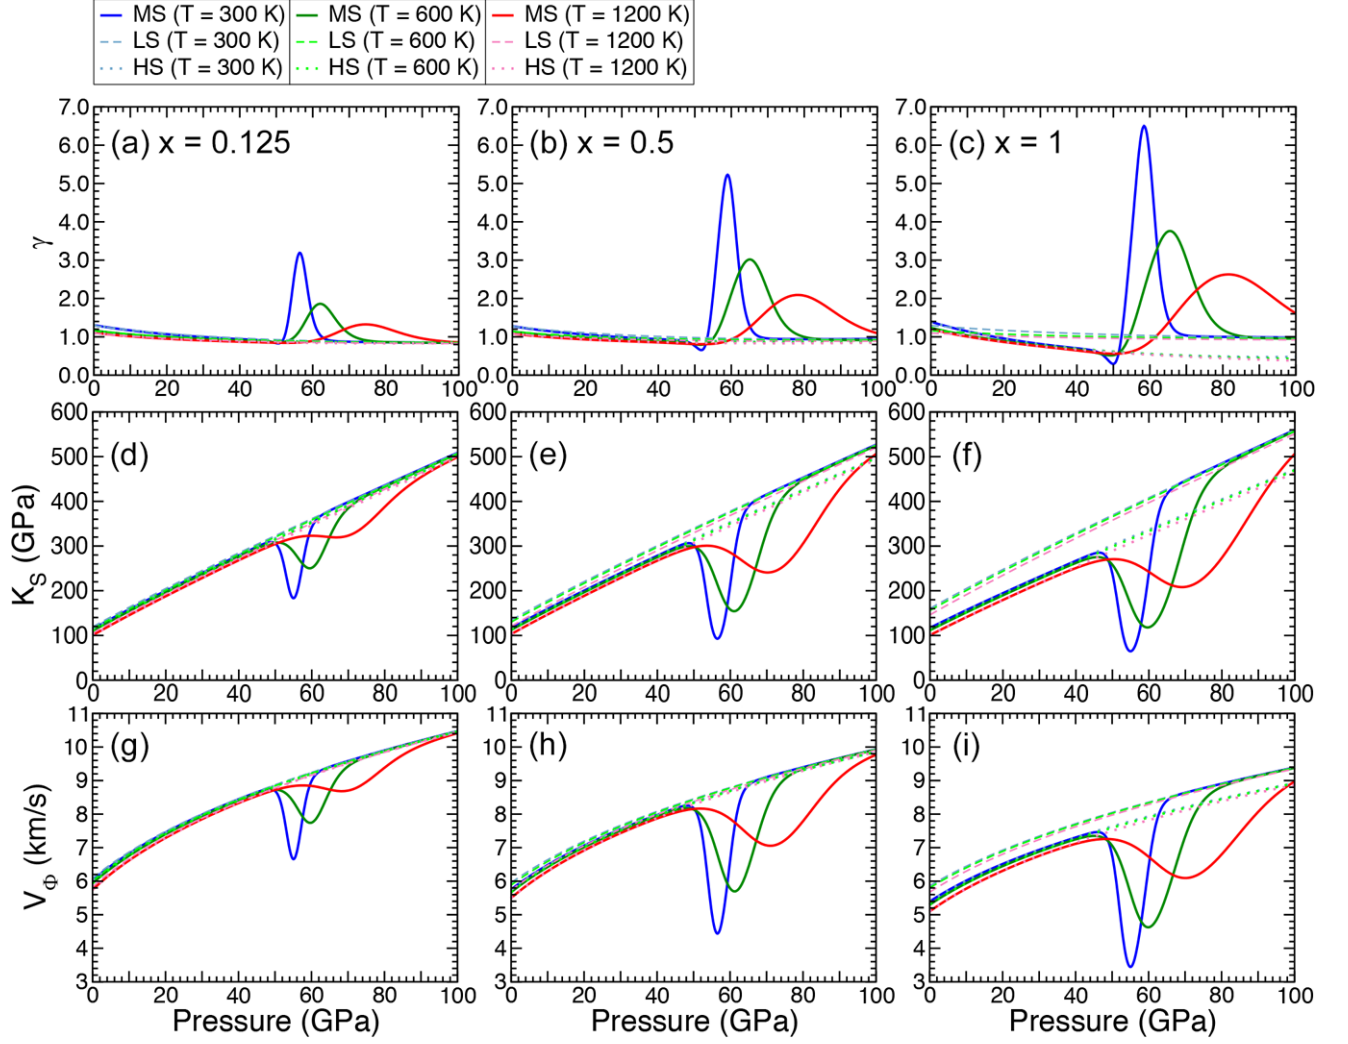 MS (T = 300 K) MS (T = 600 K) MS (T = 1200 K)
LS (T = 300 K) LS (T = 600 K) LS (T = 1200 K)
HS (T = 300 K) HS (T = 600 K) HS (T = 1200 K)
(a) x = 0.125
(b) x = 0.5
(c) x = 1
γ
7.0
6.0
5.0
4.0
3.0
2.0
1.0
0.0
0 20 40 60 80 100
7.0
6.0
5.0
4.0
3.0
2.0
1.0
0.0
0 20 40 60 80 100
7.0
6.0
5.0
4.0
3.0
2.0
1.0
0.0
0 20 40 60 80 100
(d)
(e)
(f)
K_S (GPa)
600
500
400
300
200
100
0
0 20 40 60 80 100
600
500
400
300
200
100
0
0 20 40 60 80 100
600
500
400
300
200
100
0
0 20 40 60 80 100
(g)
(h)
(i)
V_Φ (km/s)
11
10
9
8
7
6
5
4
3
0 20 40 60 80 100
11
10
9
8
7
6
5
4
3
0 20 40 60 80 100
11
10
9
8
7
6
5
4
3
0 20 40 60 80 100
Pressure (GPa) Pressure (GPa) Pressure (GPa)